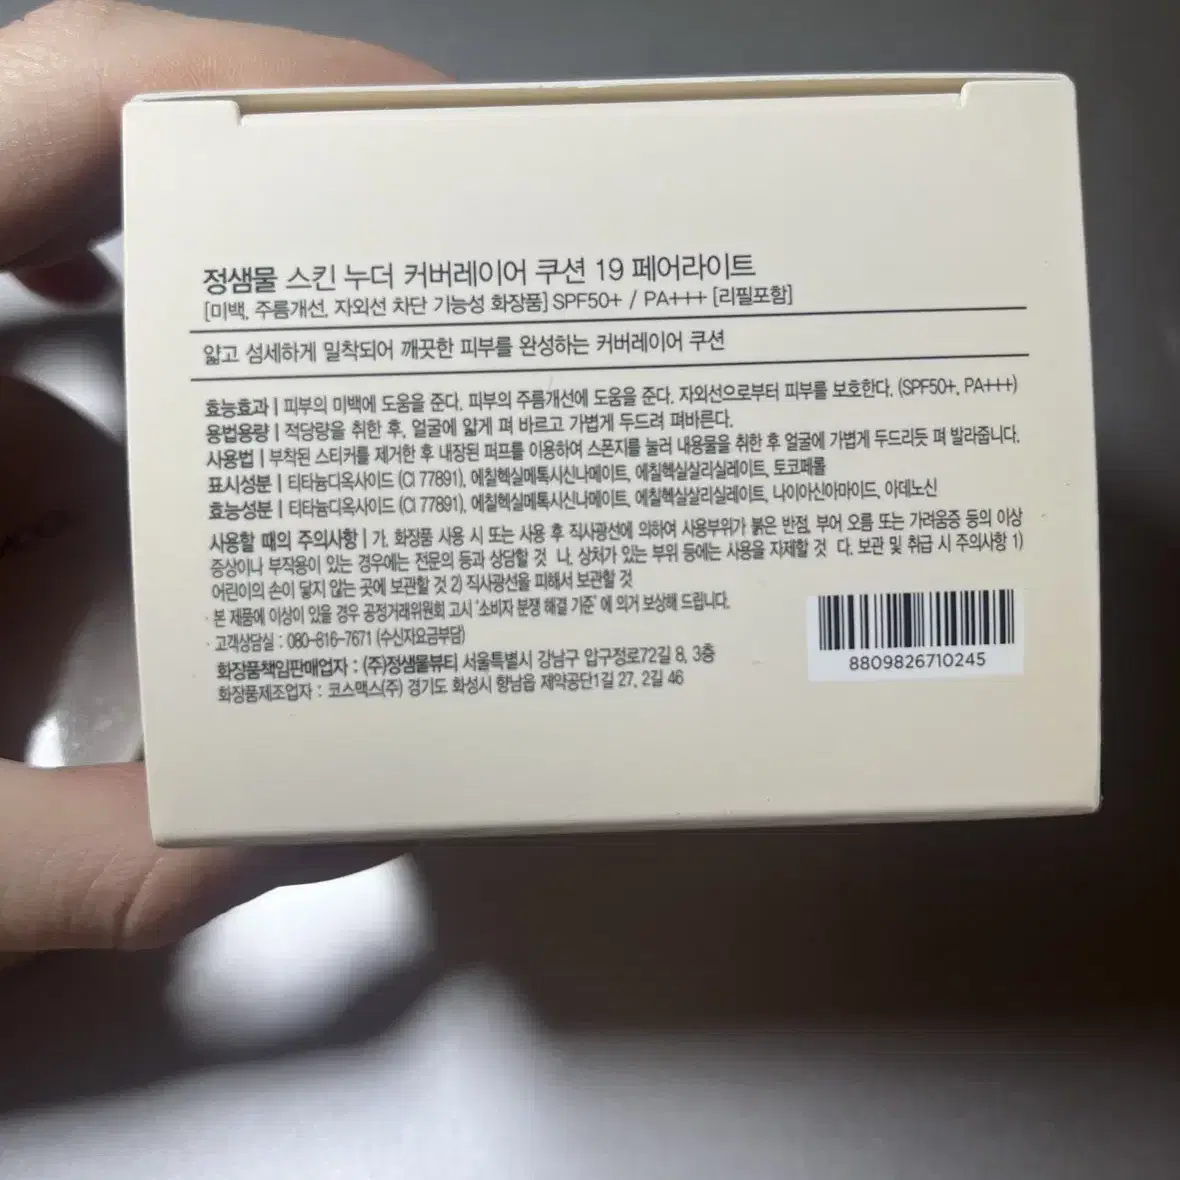 정샘물 스킨 누더 커버레이어 쿠션 19 페어라이트
[미백, 주름개선, 자외선 차단 기능성 화장품] SPF50+ / PA+++ [리필포함]
얇고 섬세하게 밀착되어 깨끗한 피부를 완성하는 커버레이어 쿠션
효능효과 | 피부의 미백에 도움을 준다. 피부의 주름개선에 도움을 준다. 자외선으로부터 피부를 보호한다. (SPF50+, PA+++)
용법용량 | 적당량을 취한 후, 얼굴에 얇게 펴 바르고 가볍게 두드려 펴바른다.
사용법 | 부착된 스티커를 제거한 후 내장된 퍼프를 이용하여 스폰지를 눌러 내용물을 취한 후 얼굴에 가볍게 두드리듯 펴 발라줍니다.
표시성분 | 티타늄디옥사이드 (CI 77891), 에칠헥실메톡시신나메이트, 에칠헥실살리실레이트, 토코페롤
효능성분 | 티타늄디옥사이드 (CI 77891), 에칠헥실메톡시신나메이트, 에칠헥실살리실레이트, 나이아신아마이드, 아데노신
사용할 때의 주의사항 | 가. 화장품 사용 시 또는 사용 후 직사광선에 의하여 사용부위가 붉은 반점, 부어 오름 또는 가려움증 등의 이상
증상이나 부작용이 있는 경우에는 전문의 등과 상담할 것 나. 상처가 있는 부위 등에는 사용을 자제할 것 다. 보관 및 취급 시 주의사항 1)
어린이의 손이 닿지 않는 곳에 보관할 것 2) 직사광선을 피해서 보관할 것
· 본 제품에 이상이 있을 경우 공정거래위원회 고시 '소비자 분쟁 해결 기준' 에 의거 보상해 드립니다.
· 고객상담실 : 080-816-7671 (수신자요금부담)
화장품책임판매업자 : (주)정샘물뷰티 서울특별시 강남구 압구정로72길 8, 3층
화장품제조업자 : 코스맥스(주) 경기도 화성시 향남읍 제약공단1길 27, 2길 46
8809826710245